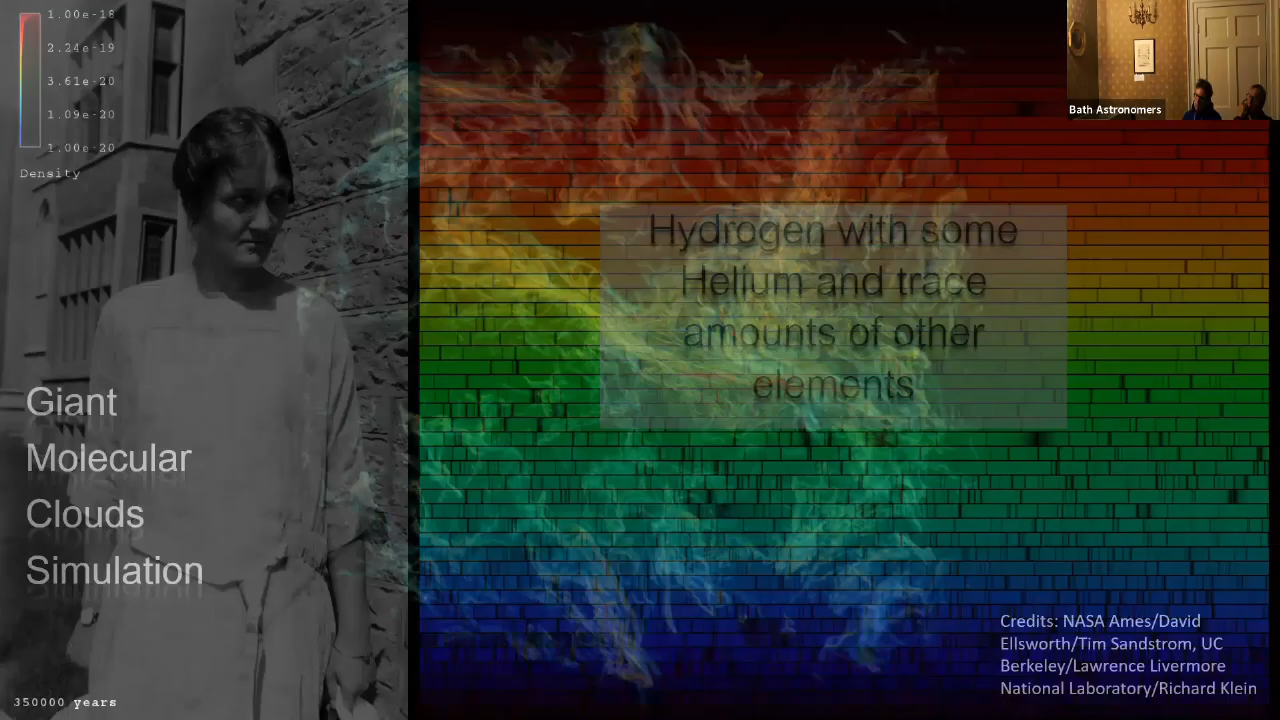 1.00e-18
2.24e-19
3.61e-20
1.09e-20
1.00e-20
Density
Bath Astronomers
Hydrogen with some
Helium and trace
amounts of other
elements
Giant
Molecular
Clouds
Simulation
Credits: NASA Ames/David
Ellsworth/Tim Sandstrom, UC
Berkeley/Lawrence Livermore
National Laboratory/Richard Klein
350000 years